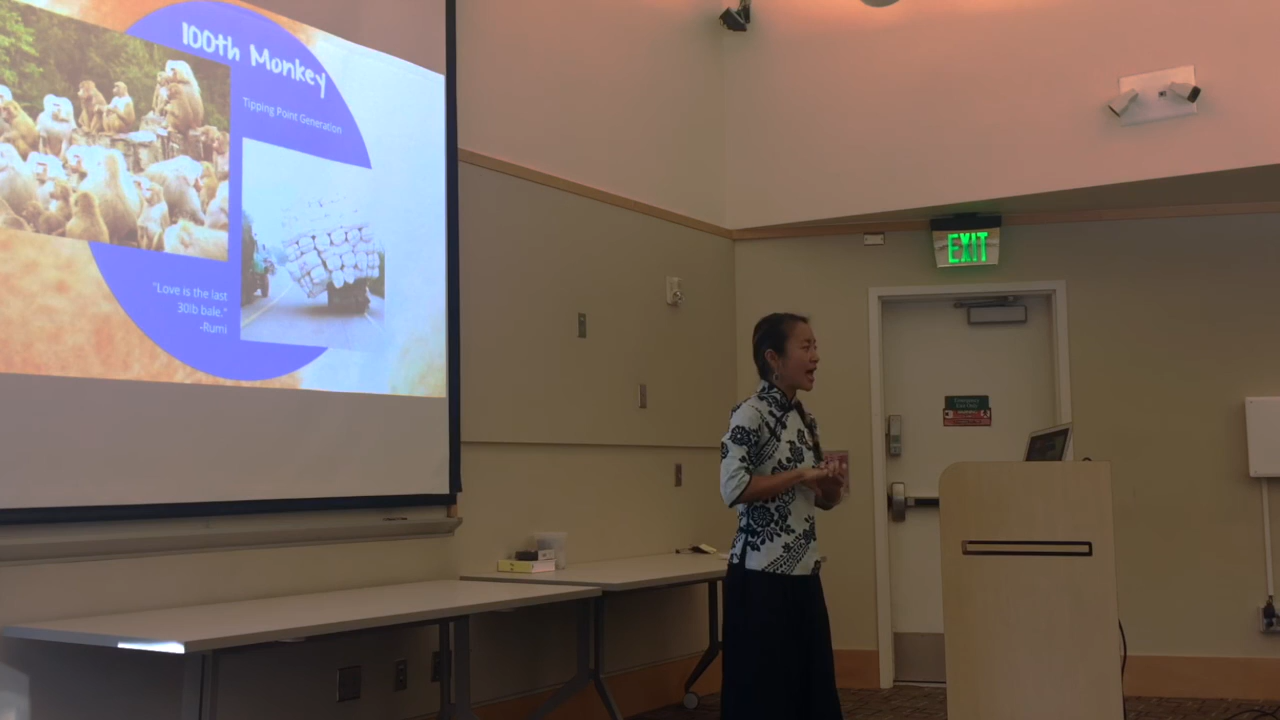 100th Monkey
Tipping Point Generation
"Love is the last
30lb bale."
-Rumi
EXIT